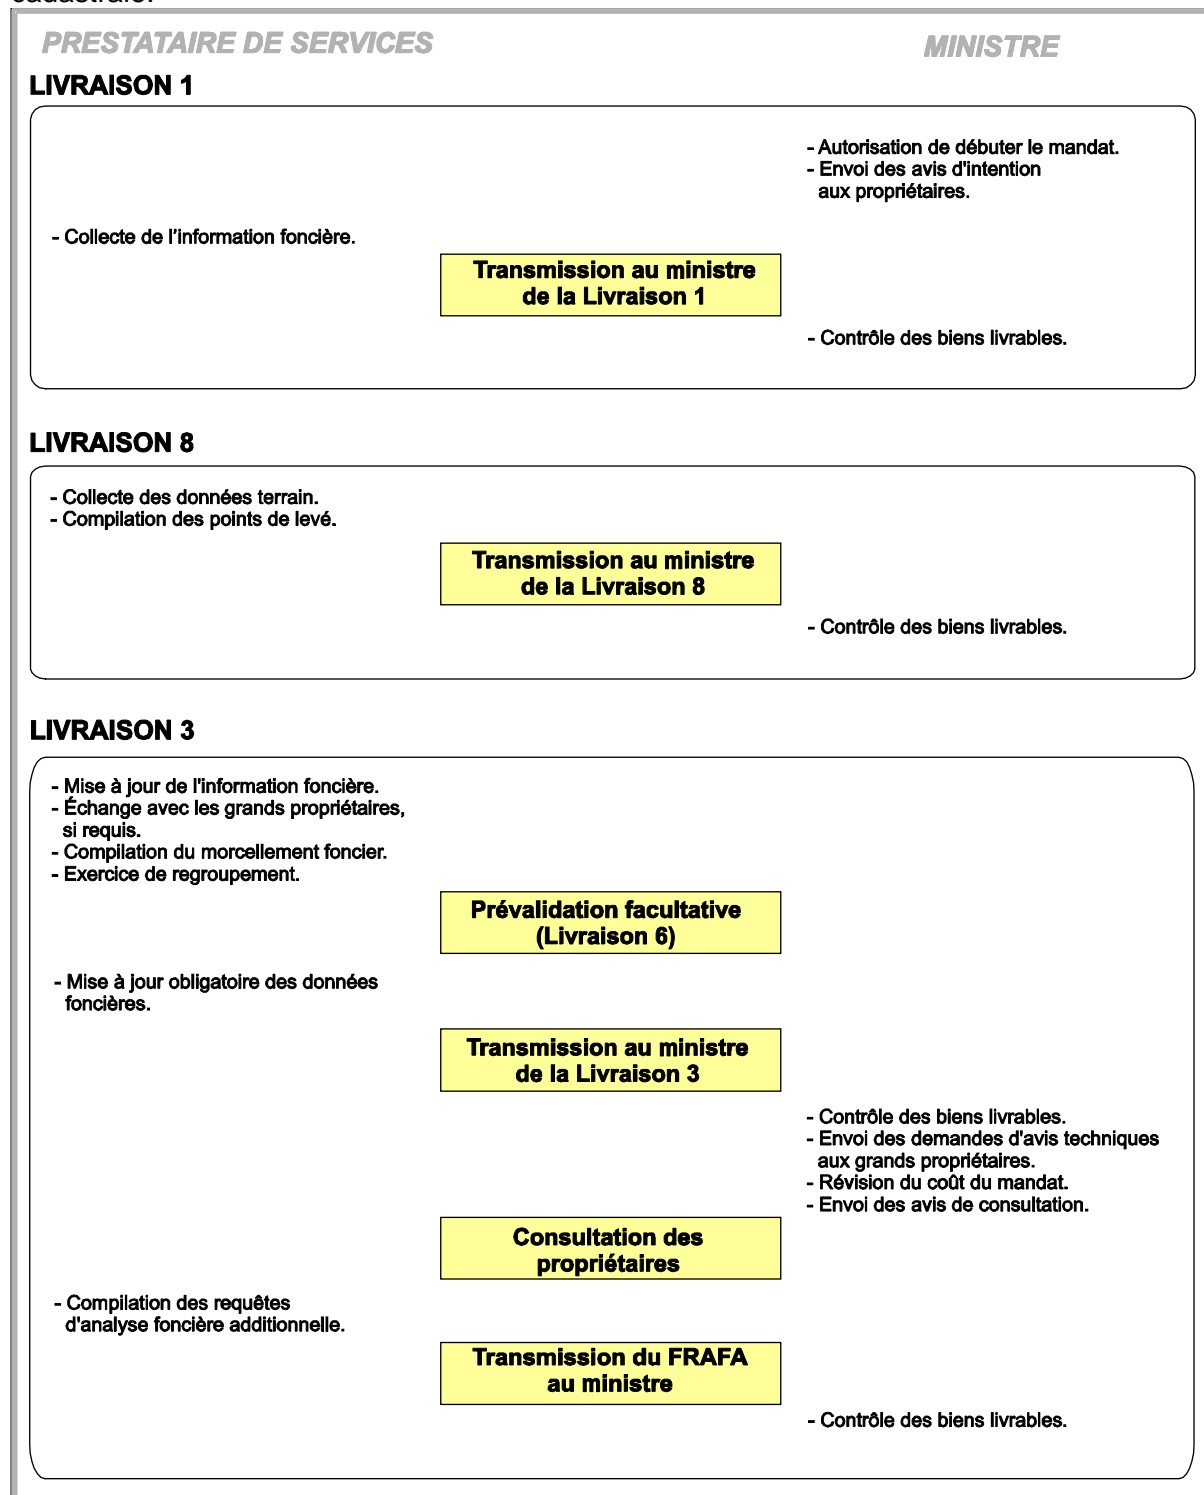 cadastrale.
PRESTATAIRE DE SERVICES
MINISTRE
LIVRAISON 1
- Autorisation de débuter le mandat.
- Envoi des avis d'intention
aux propriétaires.
- Collecte de l'information foncière.
Transmission au ministre
de la Livraison 1
- Contrôle des biens livrables.
LIVRAISON 8
- Collecte des données terrain.
- Compilation des points de levé.
Transmission au ministre
de la Livraison 8
- Contrôle des biens livrables.
LIVRAISON 3
- Mise à jour de l'information foncière.
- Échange avec les grands propriétaires,
si requis.
- Compilation du morcellement foncier.
- Exercice de regroupement.
Prévalidation facultative
(Livraison 6)
- Mise à jour obligatoire des données
foncières.
Transmission au ministre
de la Livraison 3
- Contrôle des biens livrables.
- Envoi des demandes d'avis techniques
aux grands propriétaires.
- Révision du coût du mandat.
- Envoi des avis de consultation.
Consultation des
propriétaires
- Compilation des requêtes
d'analyse foncière additionnelle.
Transmission du FRAFA
au ministre
- Contrôle des biens livrables.